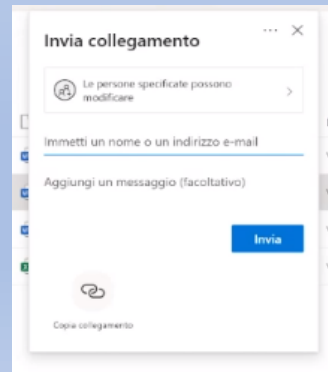 Invia collegamento
Le persone specificate possono
modificare
Immetti un nome o un indirizzo e-mail
Aggiungi un messaggio (facoltativo)
Invia
Copia collegamento